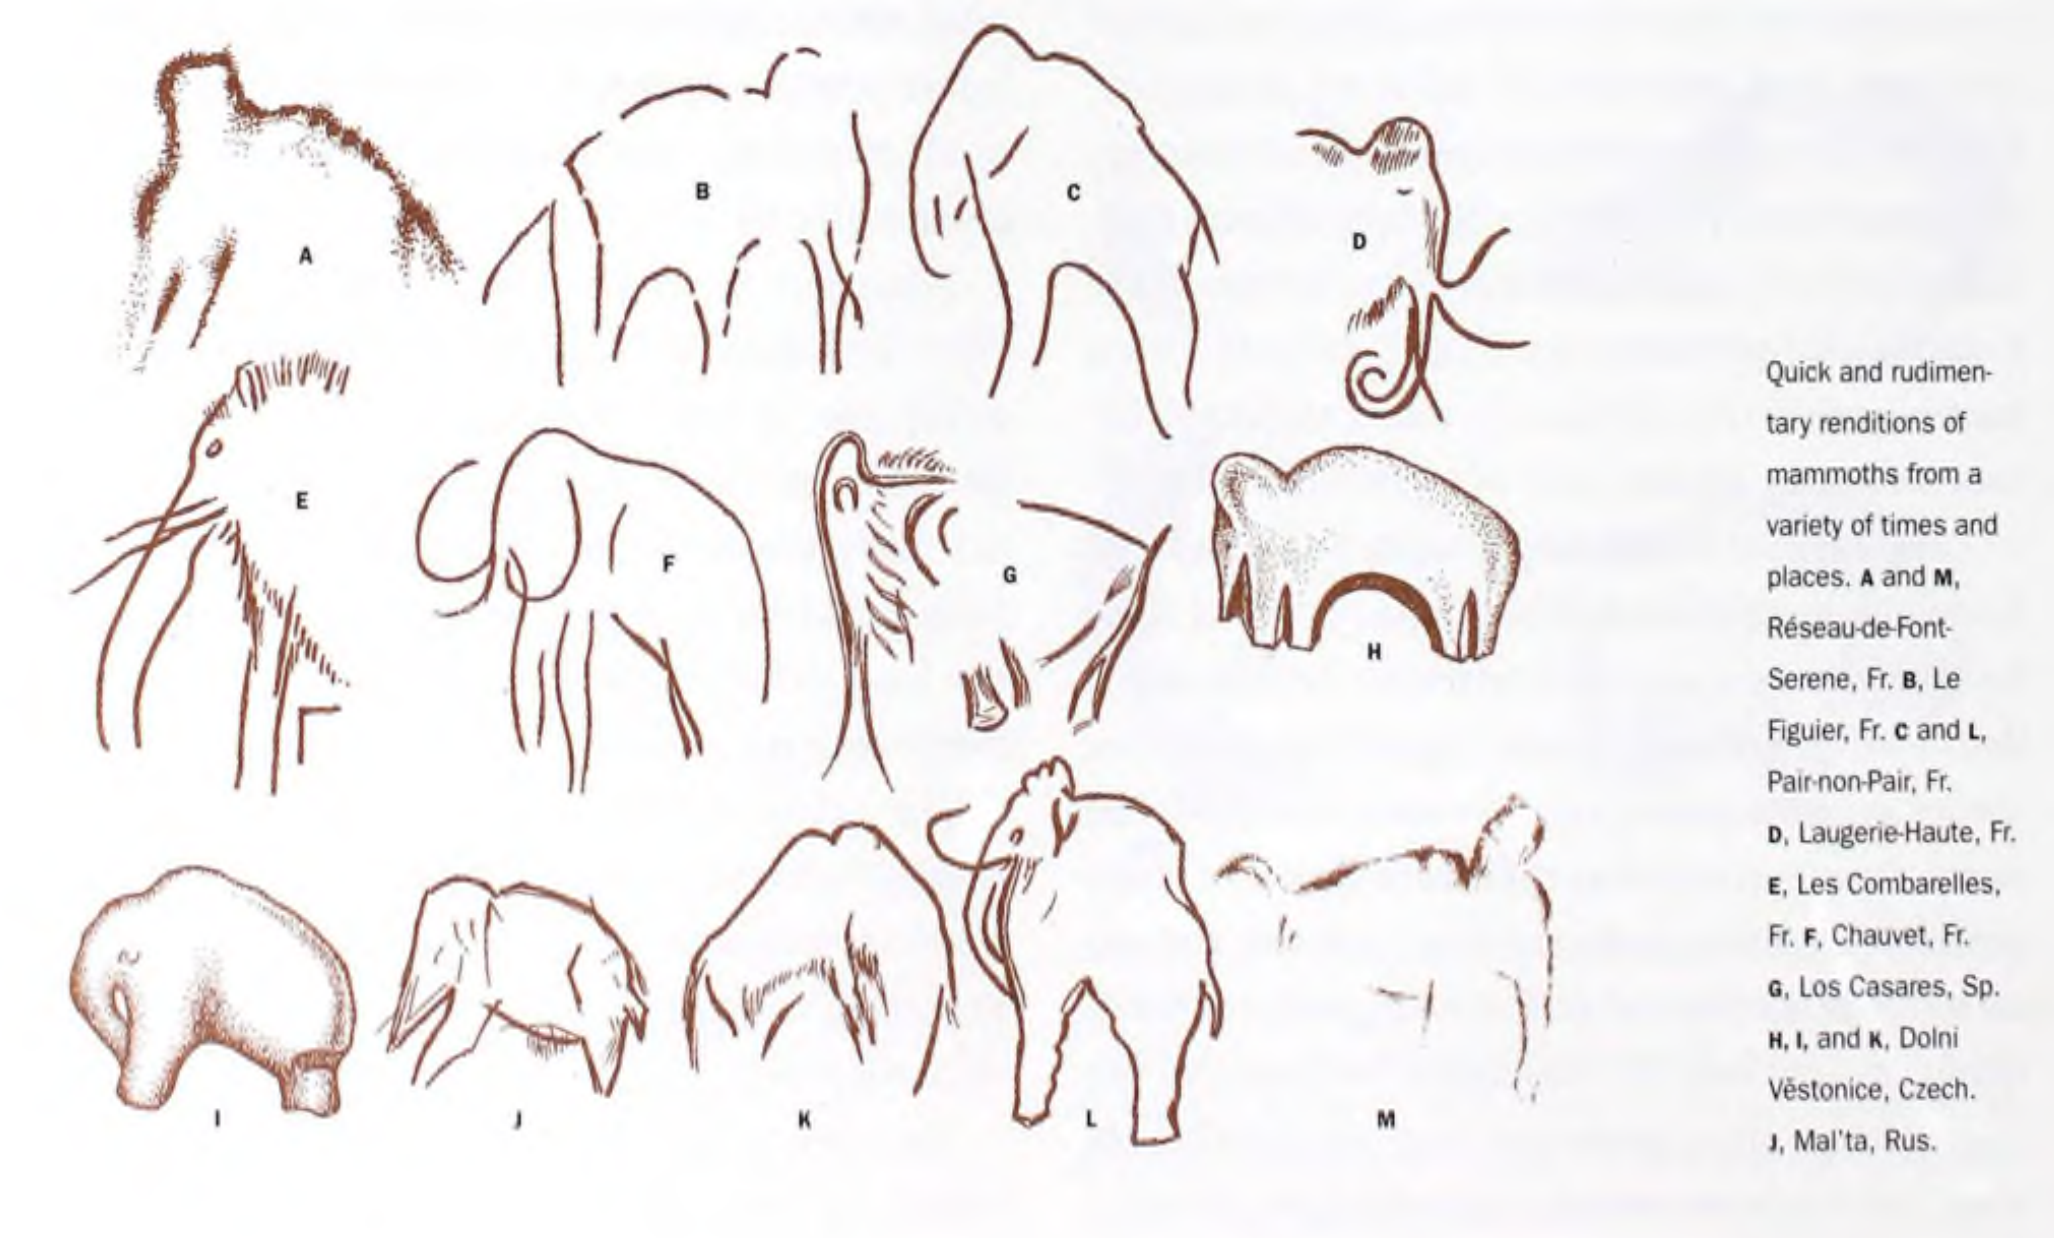 A
B
C
D
E
F
G
H
I
J
K
L
M
Quick and rudimen-
tary renditions of
mammoths from a
variety of times and
places. A and M,
Réseau-de-Font-
Serene, Fr. B, Le
Figuier, Fr. C and L,
Pair-non-Pair, Fr.
D, Laugerie-Haute, Fr.
E, Les Combarelles,
Fr. F, Chauvet, Fr.
G, Los Casares, Sp.
H, I, and K, Dolni
Věstonice, Czech.
J, Mal'ta, Rus.